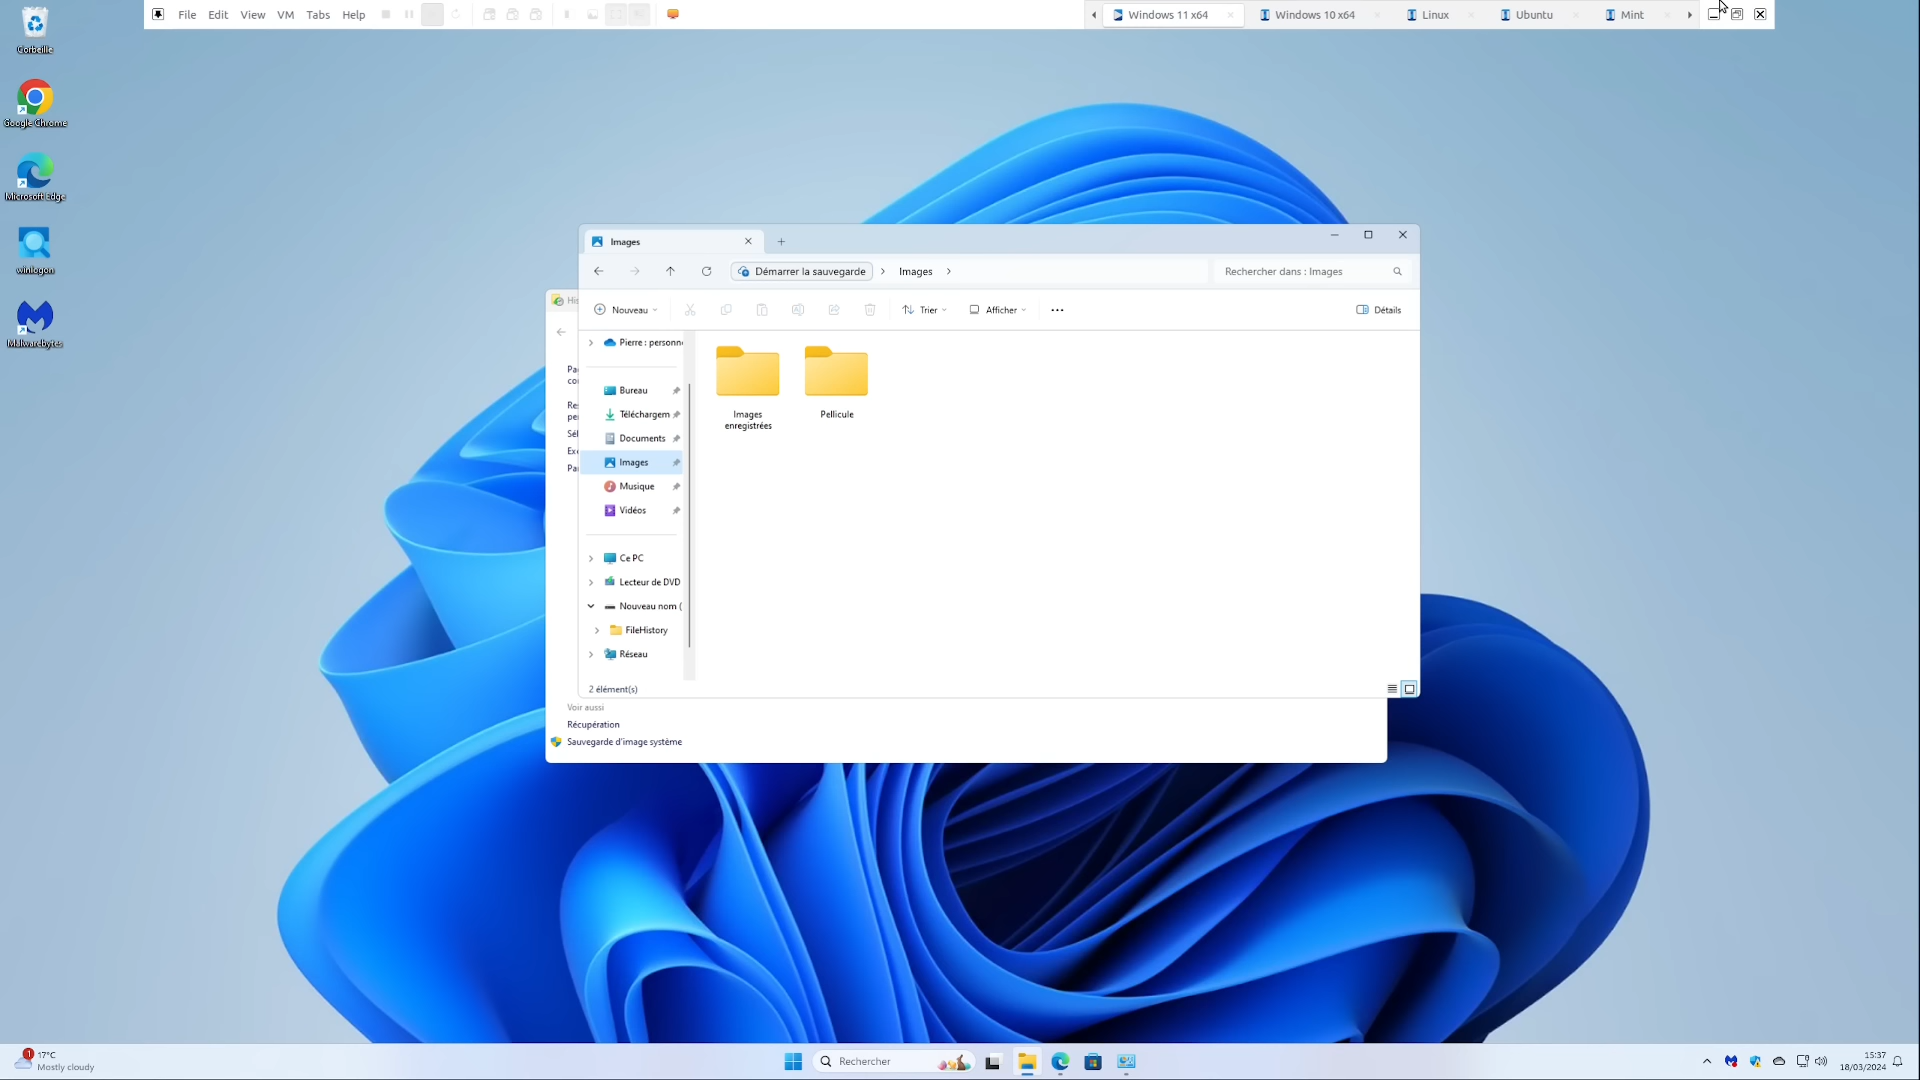 File Edit View VM Tabs Help
Windows 11 x64 Windows 10 x64 Linux Ubuntu Mint
Corbeille
Google Chrome
Microsoft Edge
winlogon
Malwarebytes
Images
Démarrer la sauvegarde Images
Rechercher dans : Images
Nouveau
Trier
Afficher
Détails
Pierre : personn
Bureau
Téléchargem
Documents
Images
Musique
Vidéos
Ce PC
Lecteur de DVD
Nouveau nom (
FileHistory
Réseau
Images
enregistrées
Pellicule
2 élément(s)
His
Voir aussi
Récupération
Sauvegarde d'image système
1
17°C
Mostly cloudy
Rechercher
15:37
18/03/2024